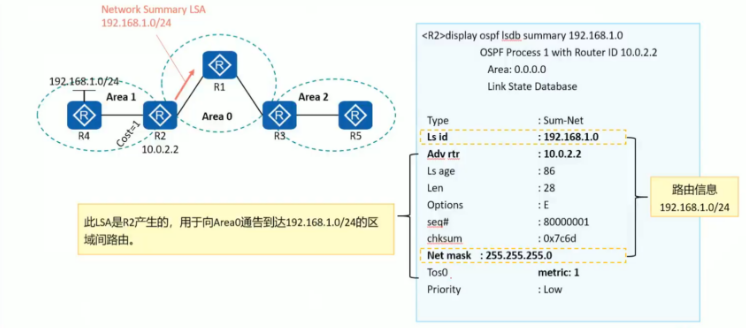 Network Summary LSA
192.168.1.0/24
192.168.1.0/24
R
R1
Area 1
Area 0
Area 2
R
R4
Cost=1
R
R2
10.0.2.2
R
R3
R
R5
此LSA是R2产生的，用于向Area0通告到达192.168.1.0/24的区
域间路由。
<R2>display ospf lsdb summary 192.168.1.0
OSPF Process 1 with Router ID 10.0.2.2
Area: 0.0.0.0
Link State Database
Type : Sum-Net
Ls id : 192.168.1.0
Adv rtr : 10.0.2.2
Ls age : 86
Len : 28
Options : E
seq# : 80000001
chksum : 0x7c6d
Net mask : 255.255.255.0
Tos0 metric: 1
Priority : Low
路由信息
192.168.1.0/24